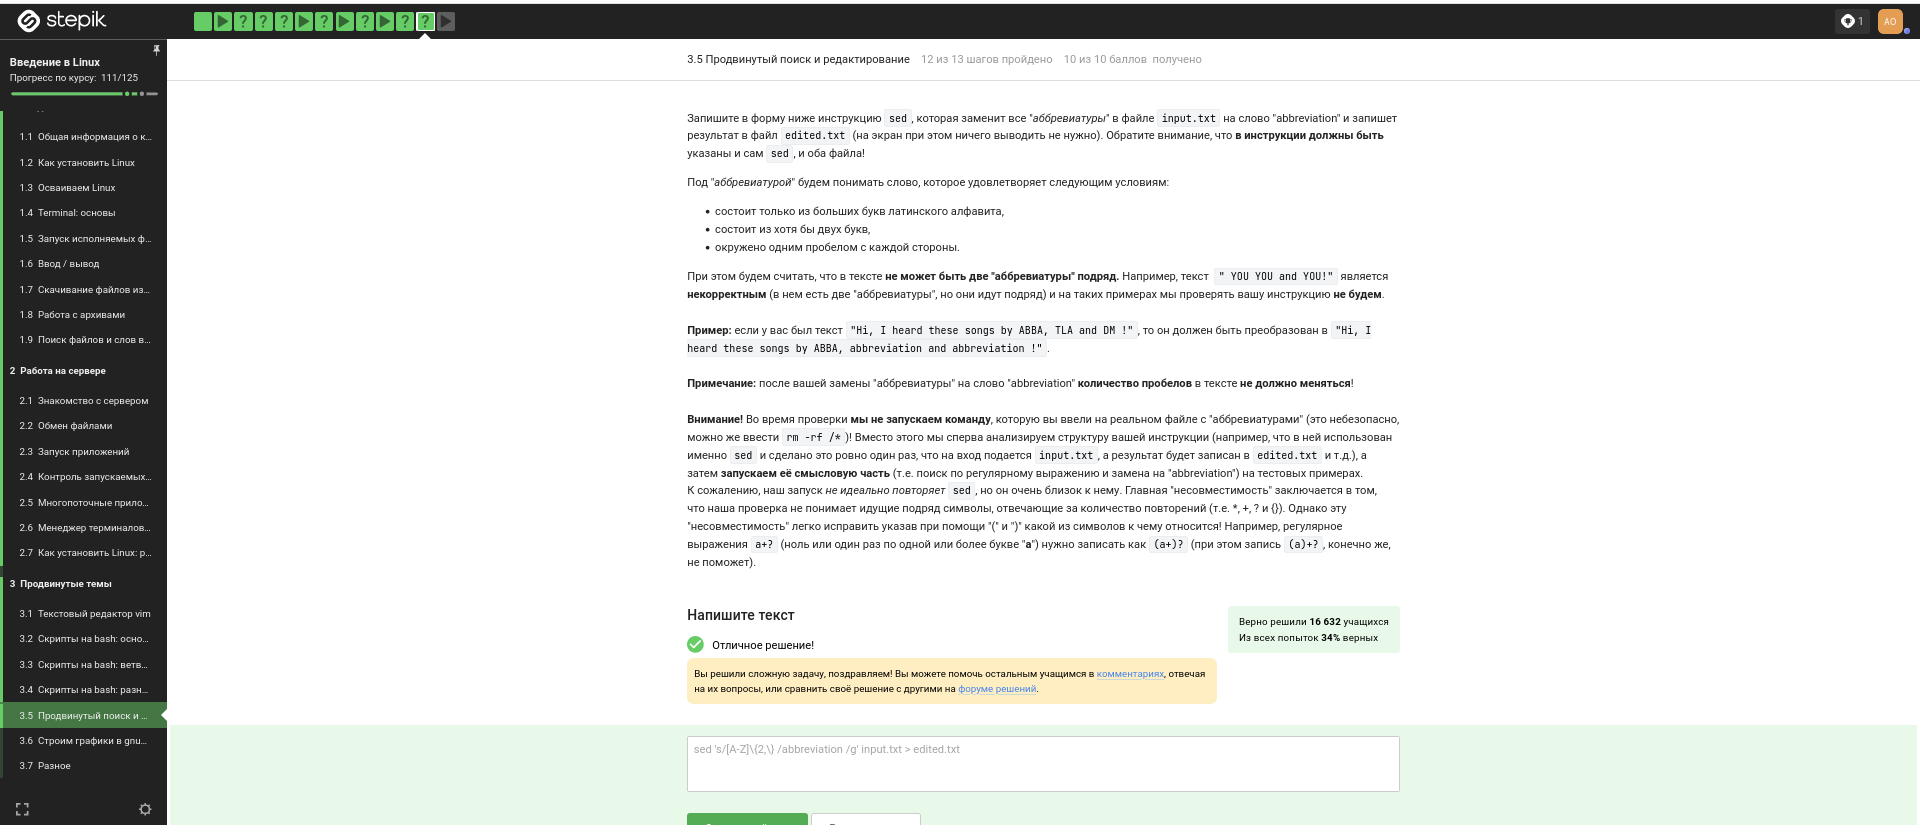 stepik
? ? ? ? ? ? ?
1
AO
Введение в Linux
Прогресс по курсу: 111/125
3.5 Продвинутый поиск и редактирование 12 из 13 шагов пройдено 10 из 10 баллов получено
1.1 Общая информация о к...
1.2 Как установить Linux
1.3 Осваиваем Linux
1.4 Terminal: основы
1.5 Запуск исполняемых ф...
1.6 Ввод / вывод
1.7 Скачивание файлов из...
1.8 Работа с архивами
1.9 Поиск файлов и слов в...
2 Работа на сервере
2.1 Знакомство с сервером
2.2 Обмен файлами
2.3 Запуск приложений
2.4 Контроль запускаемых...
2.5 Многопоточные прило...
2.6 Менеджер терминалов...
2.7 Как установить Linux: р...
3 Продвинутые темы
3.1 Текстовый редактор vim
3.2 Скрипты на bash: осно...
3.3 Скрипты на bash: ветв...
3.4 Скрипты на bash: разн...
3.5 Продвинутый поиск и ...
3.6 Строим графики в gnu...
3.7 Разное
Запишите в форму ниже инструкцию sed, которая заменит все "аббревиатуры" в файле input.txt на слово "abbreviation" и запишет
результат в файл edited.txt (на экран при этом ничего выводить не нужно). Обратите внимание, что в инструкции должны быть
указаны и сам sed, и оба файла!
Под "аббревиатурой" будем понимать слово, которое удовлетворяет следующим условиям:
• состоит только из больших букв латинского алфавита,
• состоит из хотя бы двух букв,
• окружено одним пробелом с каждой стороны.
При этом будем считать, что в тексте не может быть две "аббревиатуры" подряд. Например, текст " YOU YOU and YOU!" является
некорректным (в нем есть две "аббревиатуры", но они идут подряд) и на таких примерах мы проверять вашу инструкцию не будем.
Пример: если у вас был текст "Hi, I heard these songs by ABBA, TLA and DM !", то он должен быть преобразован в "Hi, I
heard these songs by ABBA, abbreviation and abbreviation !".
Примечание: после вашей замены "аббревиатуры" на слово "abbreviation" количество пробелов в тексте не должно меняться!
Внимание! Во время проверки мы не запускаем команду, которую вы ввели на реальном файле с "аббревиатурами" (это небезопасно,
можно же ввести rm -rf /*)! Вместо этого мы сперва анализируем структуру вашей инструкции (например, что в ней использован
именно sed и сделано это ровно один раз, что на вход подается input.txt, а результат будет записан в edited.txt и т.д.), а
затем запускаем её смысловую часть (т.е. поиск по регулярному выражению и замена на "abbreviation") на тестовых примерах.
К сожалению, наш запуск не идеально повторяет sed, но он очень близок к нему. Главная "несовместимость" заключается в том,
что наша проверка не понимает идущие подряд символы, отвечающие за количество повторений (т.е. *, +, ? и {}). Однако эту
"несовместимость" легко исправить указав при помощи "(" и ")" какой из символов к чему относится! Например, регулярное
выражения a+? (ноль или один раз по одной или более букве "a") нужно записать как (a+)? (при этом запись (a)+?, конечно же,
не поможет).
Напишите текст
Верно решили 16 632 учащихся
Из всех попыток 34% верных
Отличное решение!
Вы решили сложную задачу, поздравляем! Вы можете помочь остальным учащимся в комментариях, отвечая
на их вопросы, или сравнить своё решение с другими на форуме решений.
sed 's/[A-Z]\{2,\} /abbreviation /g' input.txt > edited.txt